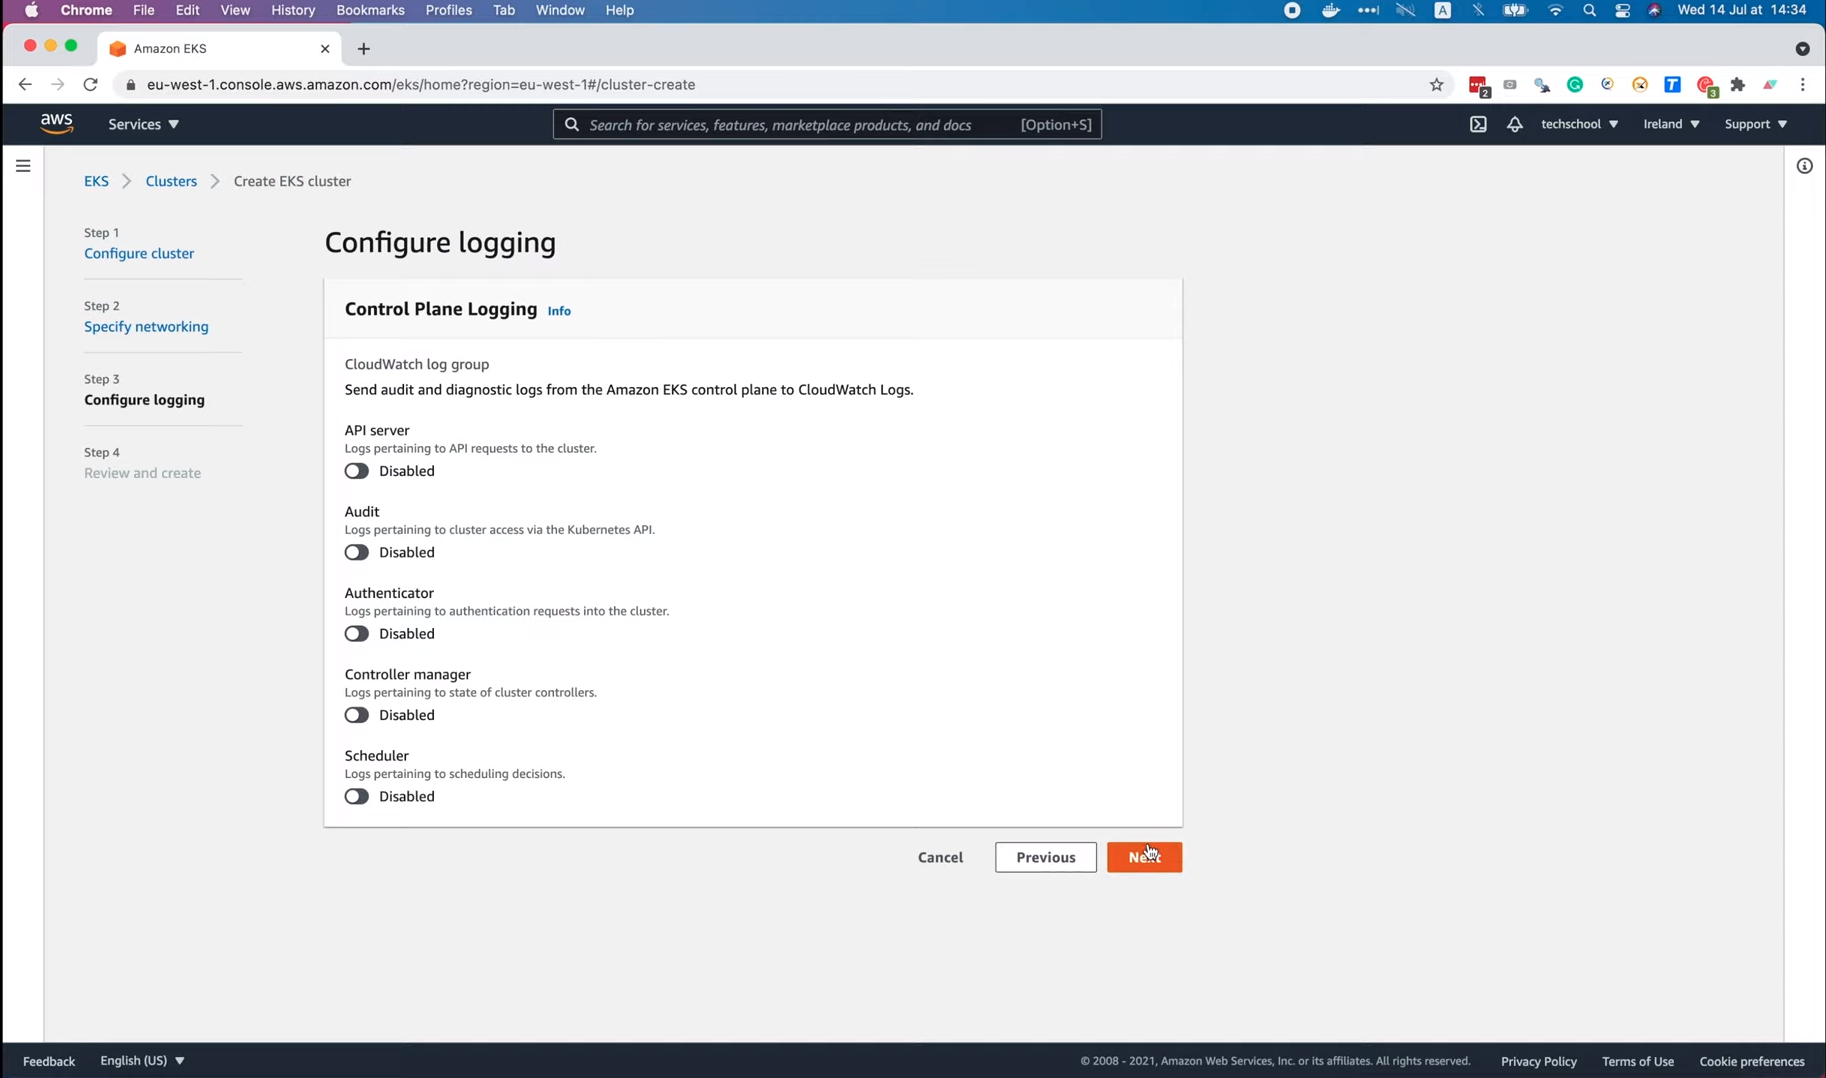 Chrome File Edit View History Bookmarks Profiles Tab Window Help A Wed 14 Jul at 14:34
Amazon EKS
eu-west-1.console.aws.amazon.com/eks/home?region=eu-west-1#/cluster-create 2 T 3
aws Services Search for services, features, marketplace products, and docs [Option+S] techschool Ireland Support
EKS Clusters Create EKS cluster
Step 1
Configure cluster
Step 2
Specify networking
Step 3
Configure logging
Step 4
Review and create
Configure logging
Control Plane Logging Info
CloudWatch log group
Send audit and diagnostic logs from the Amazon EKS control plane to CloudWatch Logs.
API server
Logs pertaining to API requests to the cluster.
Disabled
Audit
Logs pertaining to cluster access via the Kubernetes API.
Disabled
Authenticator
Logs pertaining to authentication requests into the cluster.
Disabled
Controller manager
Logs pertaining to state of cluster controllers.
Disabled
Scheduler
Logs pertaining to scheduling decisions.
Disabled
Cancel Previous Next
Feedback English (US) © 2008 - 2021, Amazon Web Services, Inc. or its affiliates. All rights reserved. Privacy Policy Terms of Use Cookie preferences